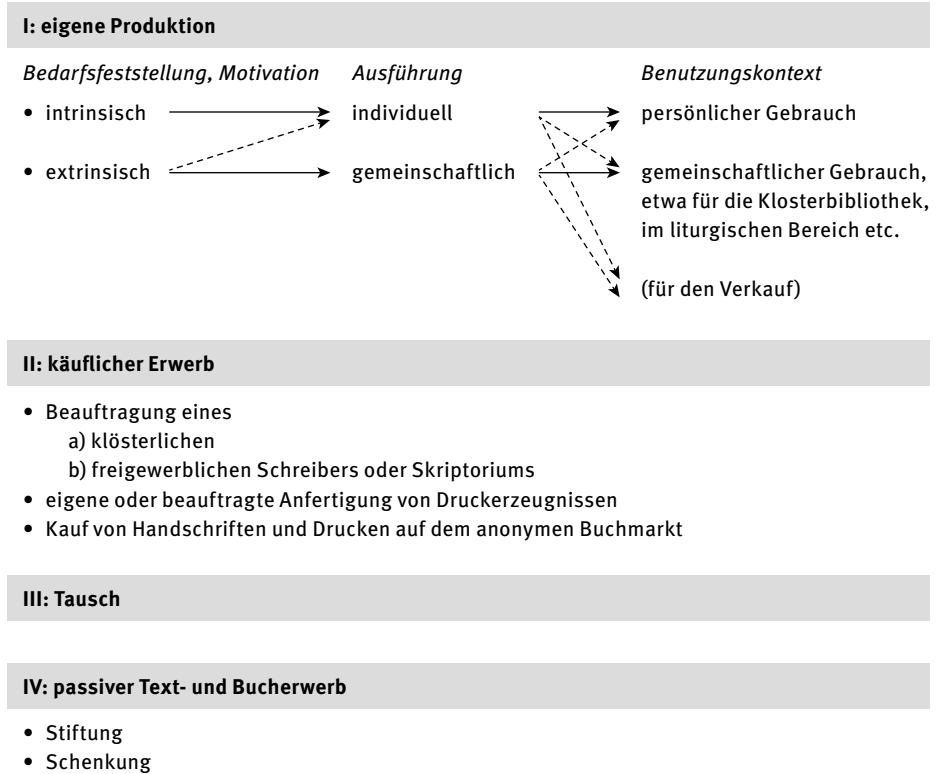 I: eigene Produktion
Bedarfsfeststellung, Motivation Ausführung Benutzungskontext
• intrinsisch individuell persönlicher Gebrauch
• extrinsisch gemeinschaftlich gemeinschaftlicher Gebrauch,
etwa für die Klosterbibliothek,
im liturgischen Bereich etc.
(für den Verkauf)
II: käuflicher Erwerb
• Beauftragung eines
a) klösterlichen
b) freigewerblichen Schreibers oder Skriptoriums
• eigene oder beauftragte Anfertigung von Druckerzeugnissen
• Kauf von Handschriften und Drucken auf dem anonymen Buchmarkt
III: Tausch
IV: passiver Text- und Bucherwerb
• Stiftung
• Schenkung